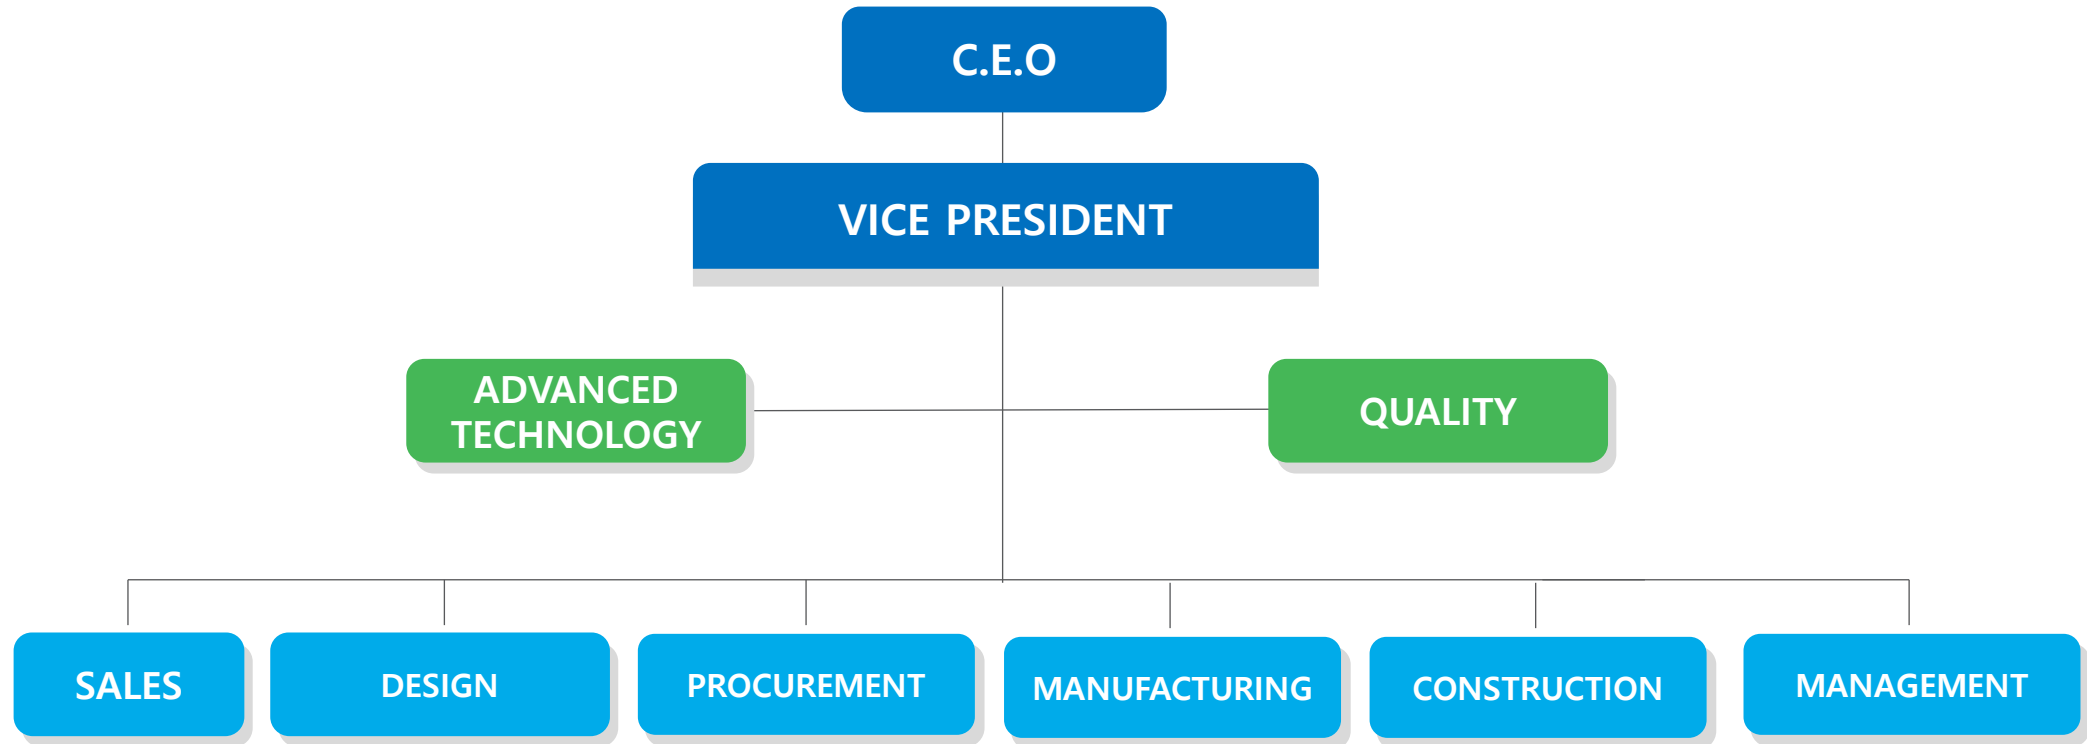 C.E.O
VICE PRESIDENT
ADVANCED
TECHNOLOGY
QUALITY
SALES
DESIGN
PROCUREMENT
MANUFACTURING
CONSTRUCTION
MANAGEMENT